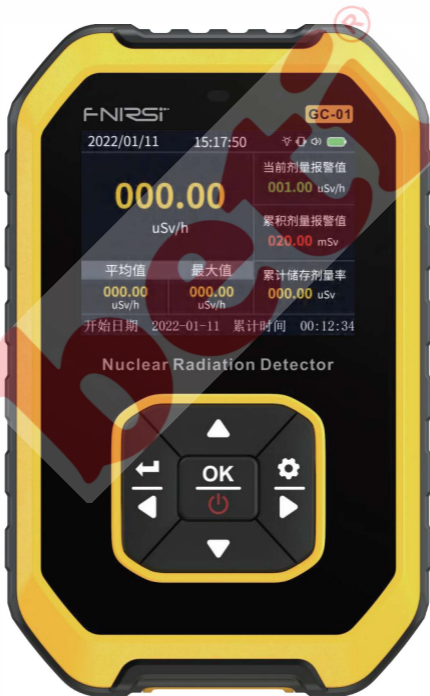 ®
FNIRSI
GC-01
2022/01/11 15:17:50
当前剂量报警值
001.00 uSv/h
000.00
uSv/h
累积剂量报警值
020.00 mSv
平均值 最大值
000.00 000.00
uSv/h uSv/h
累计储存剂量率
000.00 uSv
开始日期 2022-01-11 累计时间 00:12:34
Nuclear Radiation Detector
OK
beti